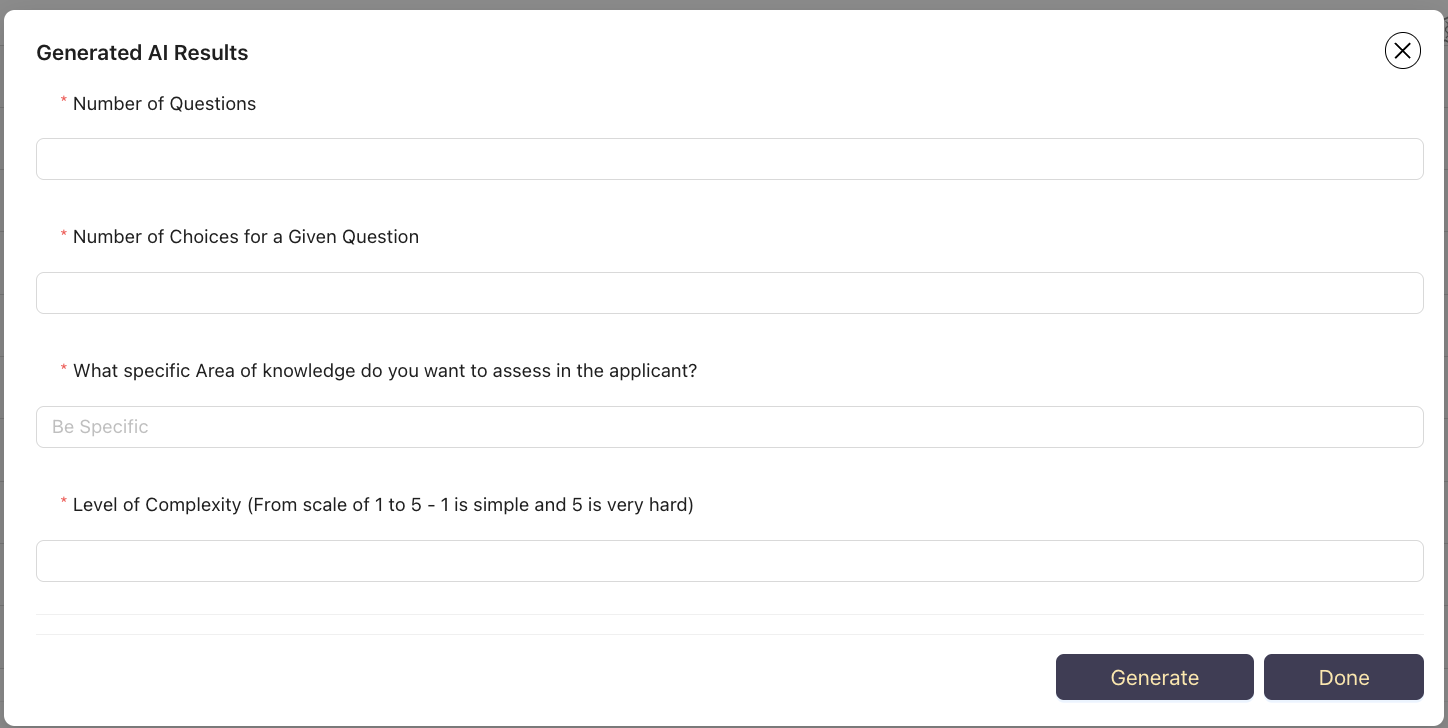 Generated AI Results
* Number of Questions
* Number of Choices for a Given Question
* What specific Area of knowledge do you want to assess in the applicant?
Be Specific
* Level of Complexity (From scale of 1 to 5 - 1 is simple and 5 is very hard)
Generate Done